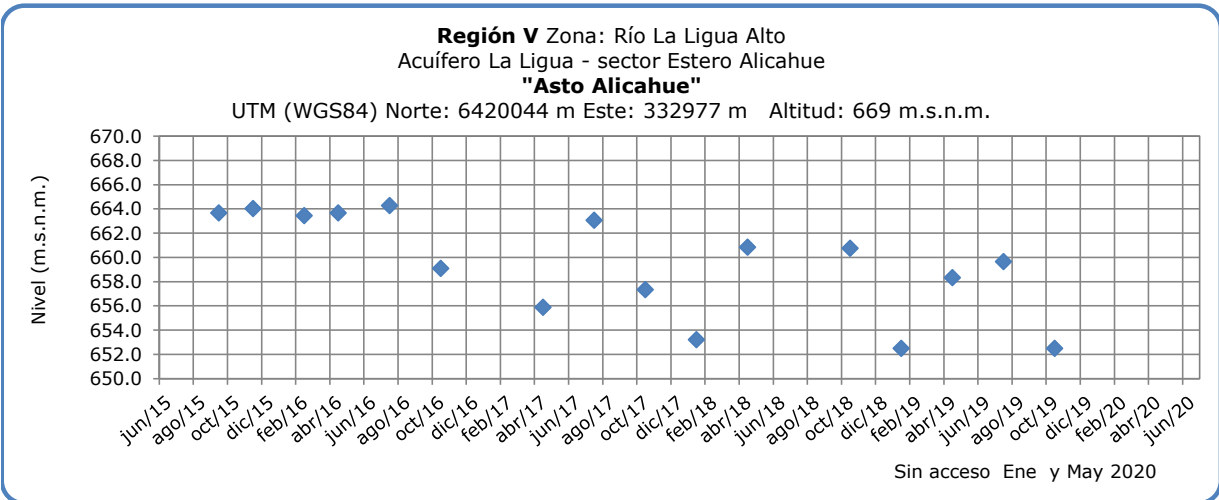 Región V Zona: Río La Ligua Alto
Acuífero La Ligua - sector Estero Alicahue
"Asto Alicahue"
UTM (WGS84) Norte: 6420044 m Este: 332977 m Altitud: 669 m.s.n.m.
Nivel (m.s.n.m.)
670.0
668.0
666.0
664.0
662.0
660.0
658.0
656.0
654.0
652.0
650.0
jun/15
ago/15
oct/15
dic/15
feb/16
abr/16
jun/16
ago/16
oct/16
dic/16
feb/17
abr/17
jun/17
ago/17
oct/17
dic/17
feb/18
abr/18
jun/18
ago/18
oct/18
dic/18
feb/19
abr/19
jun/19
ago/19
oct/19
dic/19
feb/20
abr/20
jun/20
Sin acceso Ene y May 2020